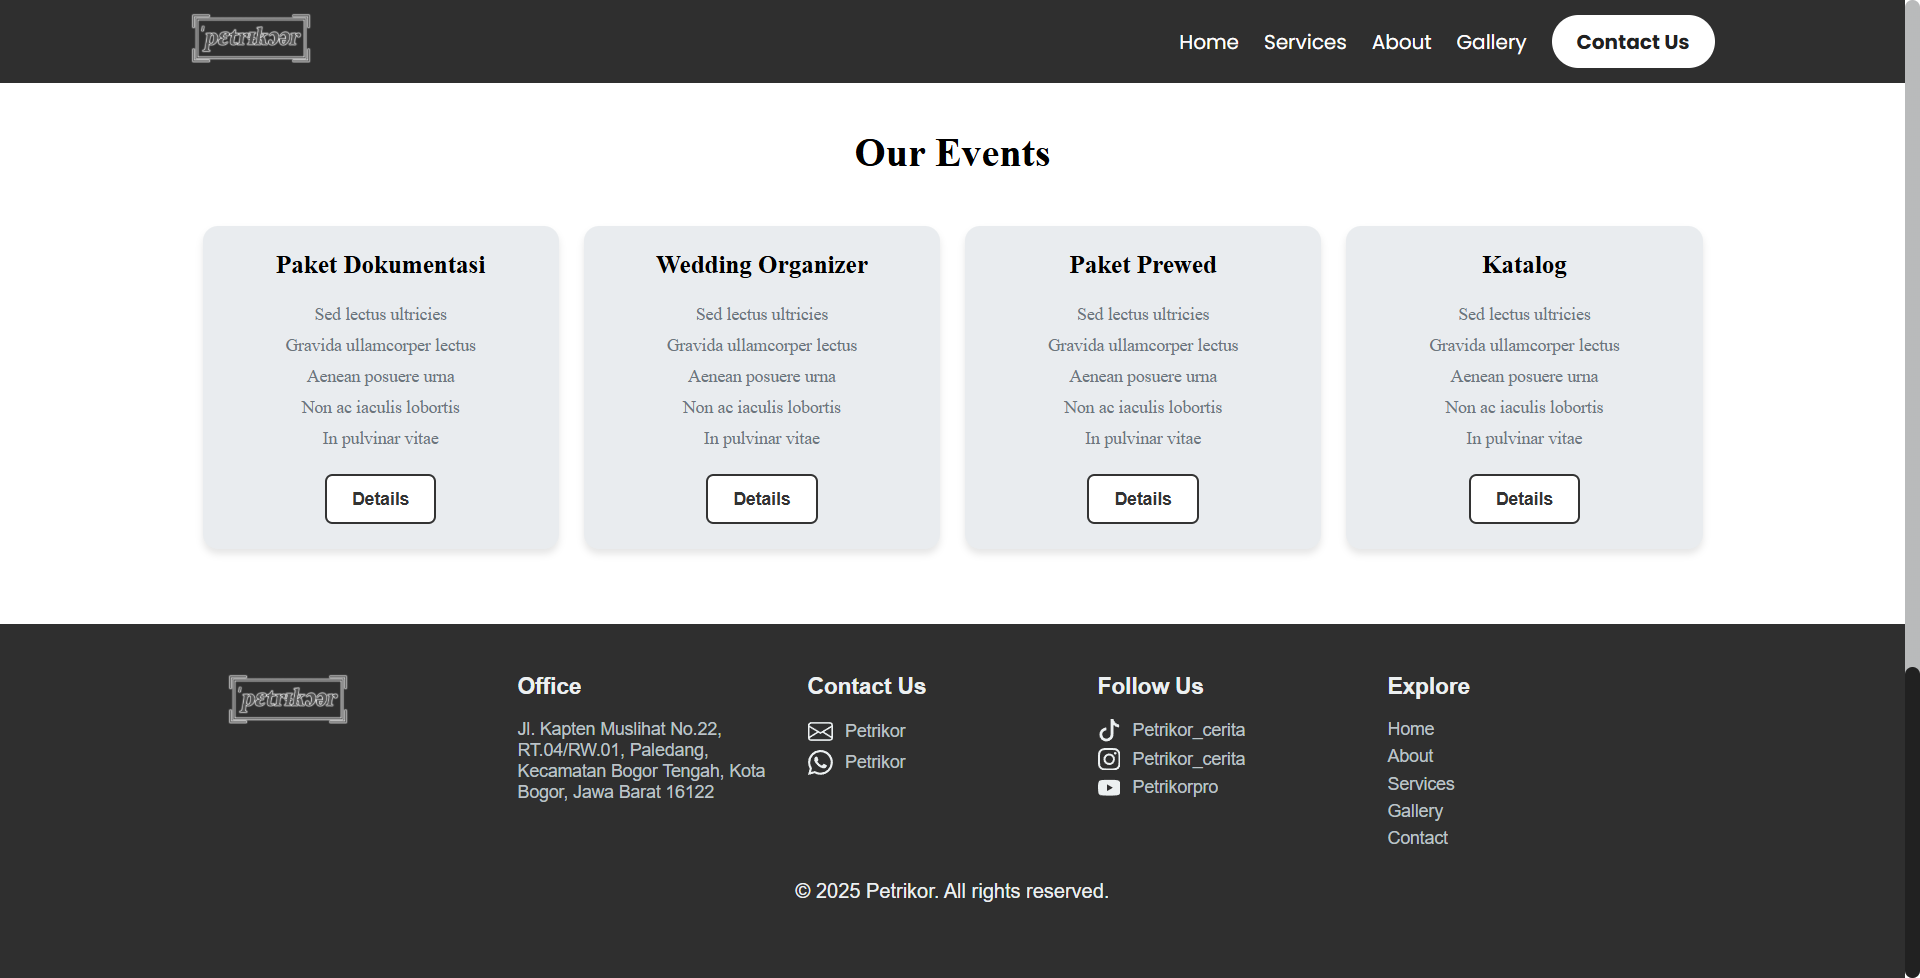 ˈpetrɪkɔər
Home Services About Gallery Contact Us
Our Events
Paket Dokumentasi
Sed lectus ultricies
Gravida ullamcorper lectus
Aenean posuere urna
Non ac iaculis lobortis
In pulvinar vitae
Details
Wedding Organizer
Sed lectus ultricies
Gravida ullamcorper lectus
Aenean posuere urna
Non ac iaculis lobortis
In pulvinar vitae
Details
Paket Prewed
Sed lectus ultricies
Gravida ullamcorper lectus
Aenean posuere urna
Non ac iaculis lobortis
In pulvinar vitae
Details
Katalog
Sed lectus ultricies
Gravida ullamcorper lectus
Aenean posuere urna
Non ac iaculis lobortis
In pulvinar vitae
Details
ˈpetrɪkɔər
Office
Jl. Kapten Muslihat No.22,
RT.04/RW.01, Paledang,
Kecamatan Bogor Tengah, Kota
Bogor, Jawa Barat 16122
Contact Us
Petrikor
Petrikor
Follow Us
Petrikor_cerita
Petrikor_cerita
Petrikorpro
Explore
Home
About
Services
Gallery
Contact
© 2025 Petrikor. All rights reserved.